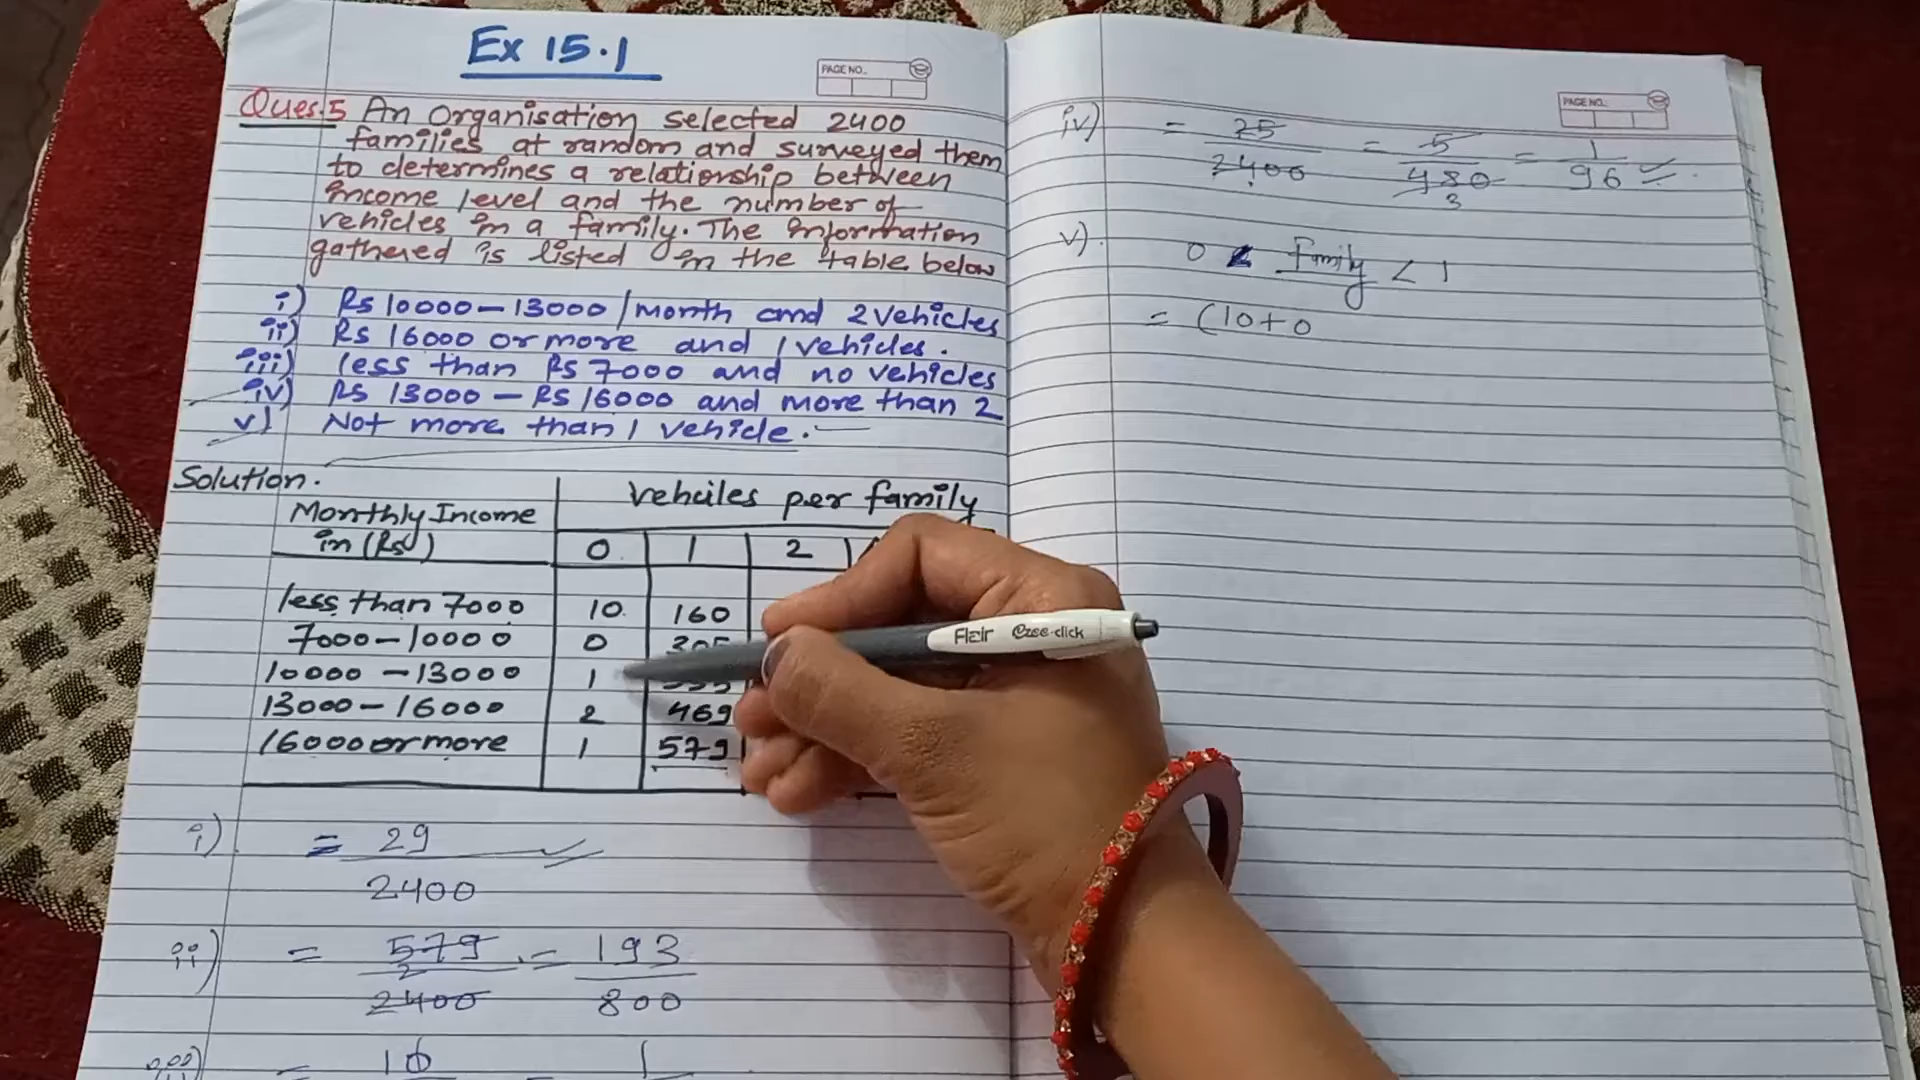 Ex 15.1
PAGE NO.
Ques.5 An Organisation selected 2400
families at random and surveyed them
to determines a relationship between
income level and the number of
vehicles in a family. The information
gathered is listed in the table below
i) Rs 10000-13000/month and 2 vehicles
ii) Rs 16000 or more and 1 vehicles.
iii) less than Rs 7000 and no vehicles
iv) Rs 13000 - Rs 16000 and more than 2
v) Not more than 1 vehicle.
Solution.
Monthly Income in (Rs)
Vehciles per family
0 1 2
less than 7000 10 160
7000-10000 0 305
10000-13000 1
13000-16000 2 469
16000 or more 1 579
i) = 29
2400
ii) = 579 = 193
2400 800
iii) = 10 = 1
PAGE NO.
iv) = 25 = 5 = 1
2400 480 96
v). 0 < family < 1
= (10+0
Flair Ezee-click